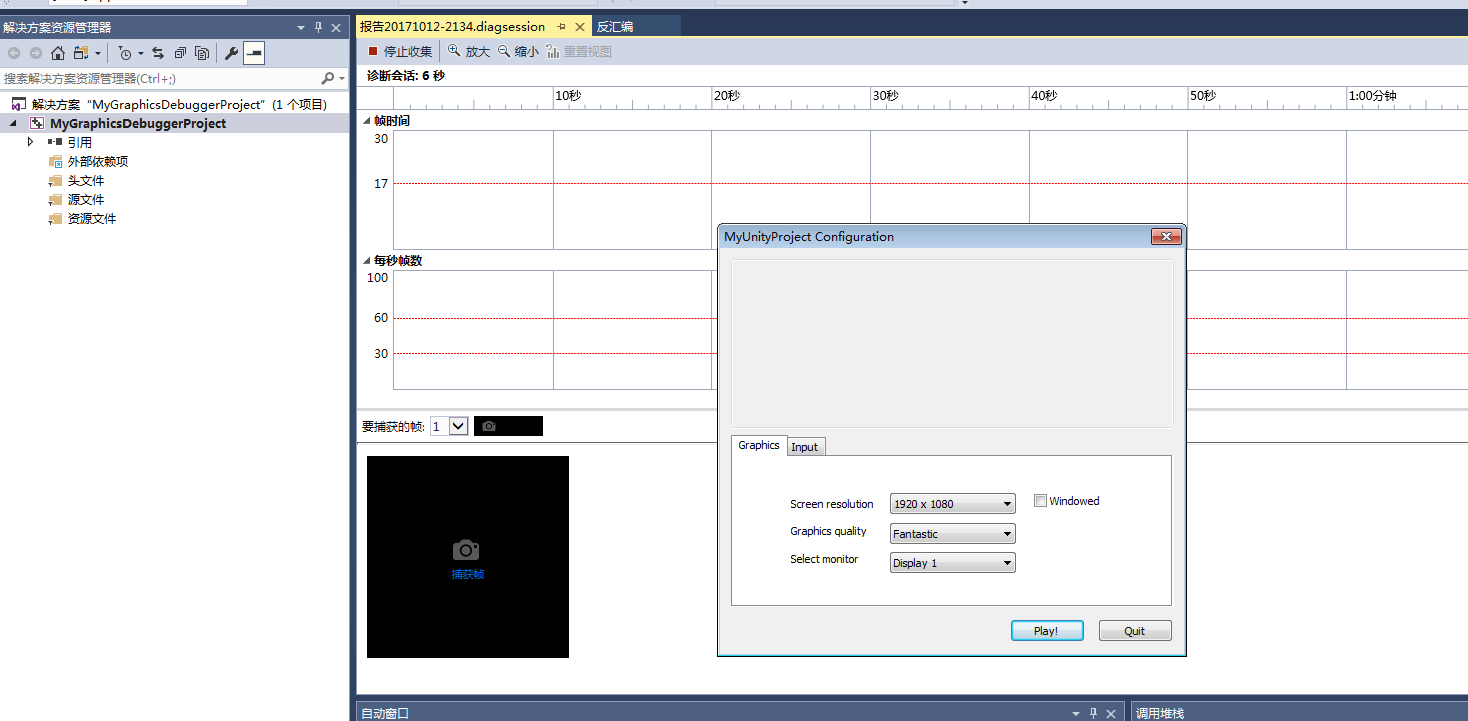 解决方案资源管理器
搜索解决方案资源管理器(Ctrl+;)
解决方案“MyGraphicsDebuggerProject”(1 个项目)
MyGraphicsDebuggerProject
引用
外部依赖项
头文件
源文件
资源文件
报告20171012-2134.diagsession 反汇编
停止收集 放大 缩小 重置视图
诊断会话: 6 秒
10秒 20秒 30秒 40秒 50秒 1:00分钟
帧时间
30
17
每秒帧数
100
60
30
要捕获的帧: 1
捕获帧
MyUnityProject Configuration
Graphics Input
Screen resolution 1920 x 1080 Windowed
Graphics quality Fantastic
Select monitor Display 1
Play! Quit
自动窗口 调用堆栈